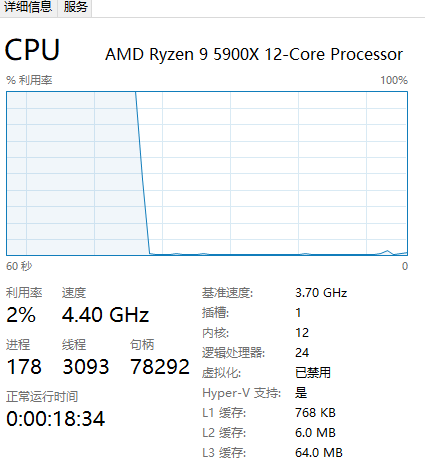 详细信息 服务
CPU AMD Ryzen 9 5900X 12-Core Processor
% 利用率 100%
60 秒 0
利用率 速度 基准速度: 3.70 GHz
2% 4.40 GHz 插槽: 1
进程 线程 句柄 内核: 12
178 3093 78292 逻辑处理器: 24
虚拟化: 已禁用
正常运行时间 Hyper-V 支持: 是
0:00:18:34 L1 缓存: 768 KB
L2 缓存: 6.0 MB
L3 缓存: 64.0 MB